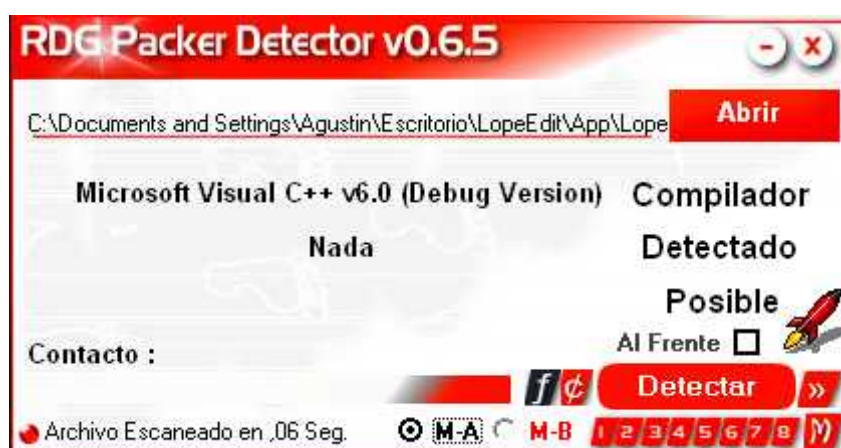 RDG Packer Detector v0.6.5
- x
C:\Documents and Settings\Agustin\Escritorio\LopeEdit\App\Lope
Abrir
Microsoft Visual C++ v6.0 (Debug Version) Compilador
Nada Detectado
Posible
Al Frente
Contacto :
ƒ ¢ Detectar »
Archivo Escaneado en ,06 Seg. M-A M-B 1 2 3 4 5 6 7 8 M